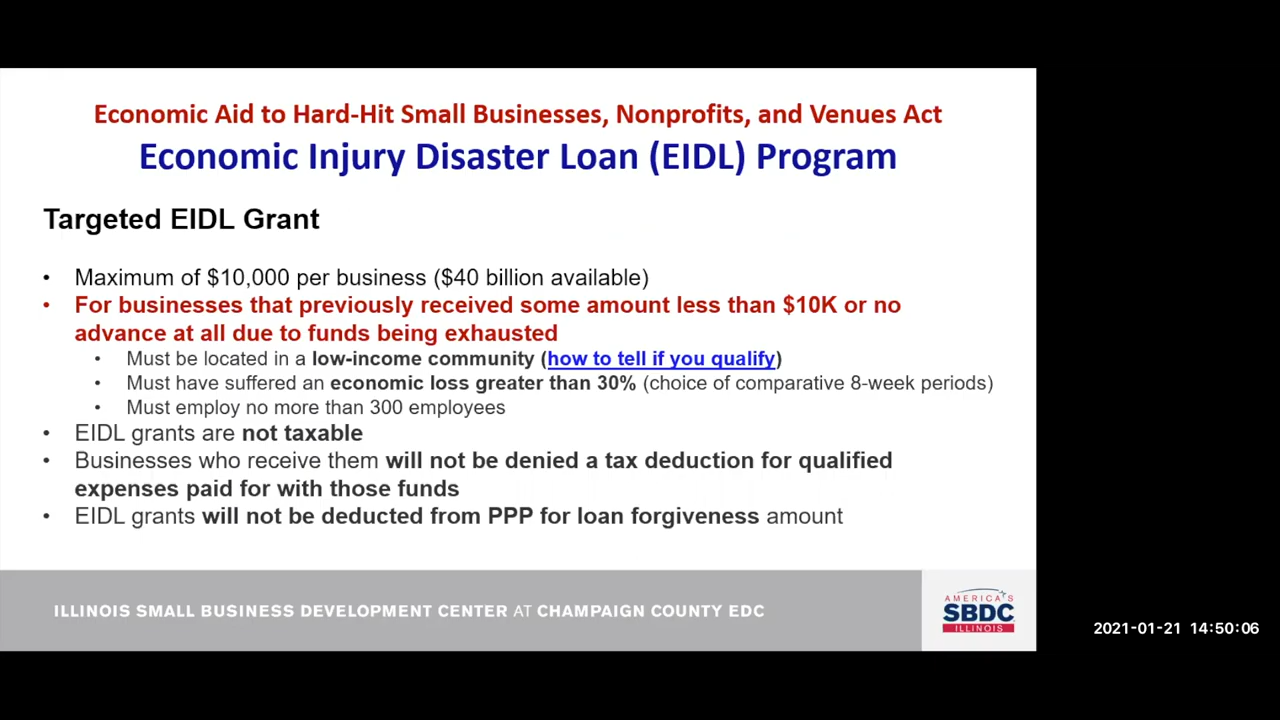 Economic Aid to Hard-Hit Small Businesses, Nonprofits, and Venues Act
Economic Injury Disaster Loan (EIDL) Program
Targeted EIDL Grant
• Maximum of $10,000 per business ($40 billion available)
• For businesses that previously received some amount less than $10K or no
advance at all due to funds being exhausted
• Must be located in a low-income community (how to tell if you qualify)
• Must have suffered an economic loss greater than 30% (choice of comparative 8-week periods)
• Must employ no more than 300 employees
• EIDL grants are not taxable
• Businesses who receive them will not be denied a tax deduction for qualified
expenses paid for with those funds
• EIDL grants will not be deducted from PPP for loan forgiveness amount
ILLINOIS SMALL BUSINESS DEVELOPMENT CENTER AT CHAMPAIGN COUNTY EDC
AMERICA'S
SBDC
ILLINOIS
2021-01-21 14:50:06